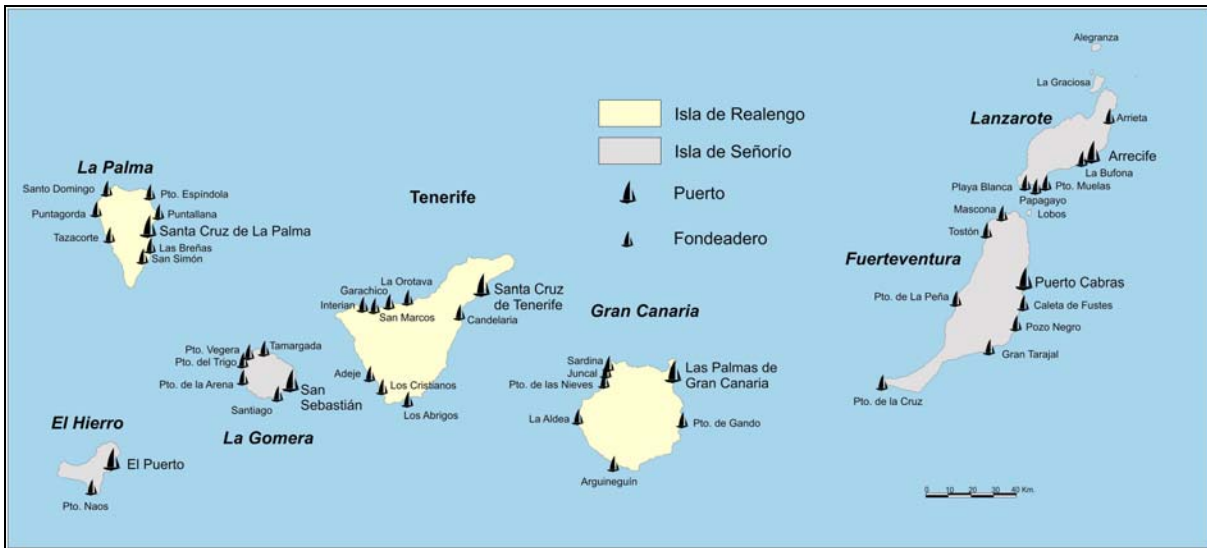 Alegranza
La Graciosa
Lanzarote
Arrieta
Arrecife
La Bufona
Playa Blanca
Pto. Muelas
Papagayo
Lobos
Isla de Realengo
Isla de Señorío
Puerto
Fondeadero
La Palma
Santo Domingo
Pto. Espíndola
Puntagorda
Puntallana
Tazacorte
Santa Cruz de La Palma
Las Breñas
San Simón
Tenerife
La Orotava
Garachico
Interian
San Marcos
Santa Cruz
de Tenerife
Candelaria
Adeje
Los Cristianos
Los Abrigos
Mascona
Tostón
Fuerteventura
Puerto Cabras
Pto. de La Peña
Caleta de Fustes
Pozo Negro
Gran Tarajal
Pto. de la Cruz
Gran Canaria
Sardina
Juncal
Pto. de las Nieves
Las Palmas de
Gran Canaria
La Aldea
Pto. de Gando
Arguineguín
Pto. Vegera
Tamargada
Pto. del Trigo
Pto. de la Arena
San
Sebastián
Santiago
La Gomera
El Hierro
El Puerto
Pto. Naos
0 10 20 30 40 Km.